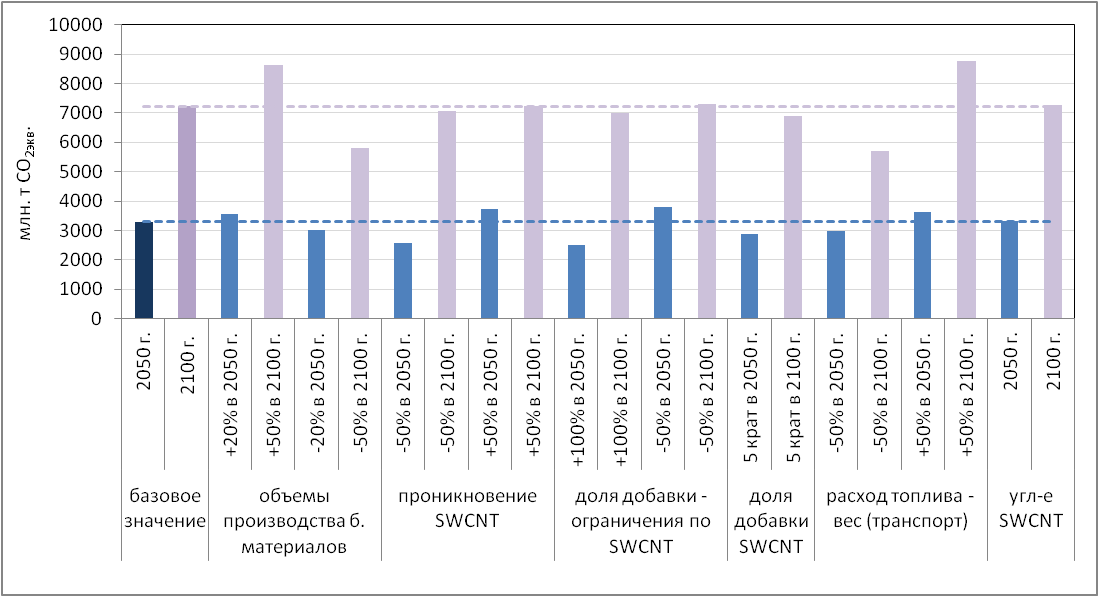 10000
9000
8000
7000
6000
5000
4000
3000
2000
1000
0
млн. т CO2экв.
2050 г.
2100 г.
+20% в 2050 г.
+50% в 2100 г.
-20% в 2050 г.
-50% в 2100 г.
-50% в 2050 г.
-50% в 2100 г.
+50% в 2050 г.
+50% в 2100 г.
+100% в 2050 г.
+100% в 2100 г.
-50% в 2050 г.
-50% в 2100 г.
5 крат в 2050 г.
5 крат в 2100 г.
-50% в 2050 г.
-50% в 2100 г.
+50% в 2050 г.
+50% в 2100 г.
2050 г.
2100 г.
базовое
значение
объемы
производства б.
материалов
проникновение
SWCNT
доля добавки -
ограничения по
SWCNT
доля
добавки
SWCNT
расход топлива -
вес (транспорт)
угл-е
SWCNT